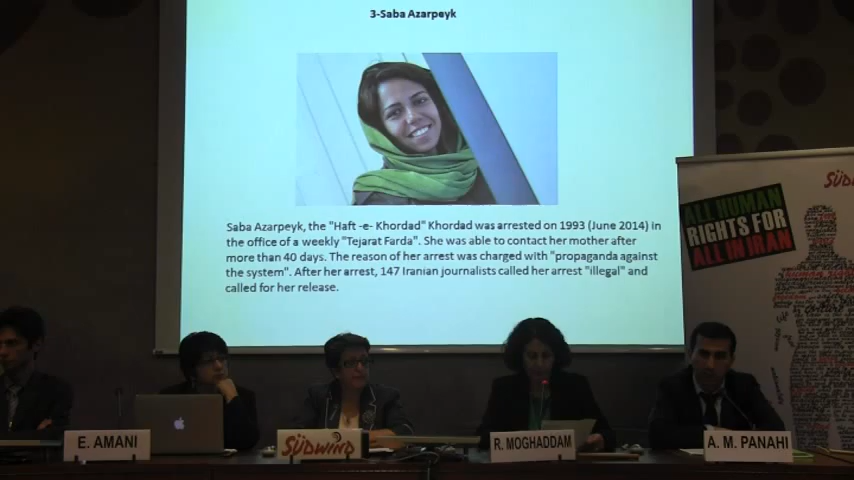 3-Saba Azarpeyk
Saba Azarpeyk, the "Haft -e- Khordad" Khordad was arrested on 1993 (June 2014) in
the office of a weekly "Tejarat Farda". She was able to contact her mother after
more than 40 days. The reason of her arrest was charged with "propaganda against
the system". After her arrest, 147 Iranian journalists called her arrest "illegal" and
called for her release.
SÜDW
ALL HUMAN
RIGHTS FOR
ALL IN IRAN
E. AMANI
SÜDWIND
R. MOGHADDAM
A. M. PANAHI